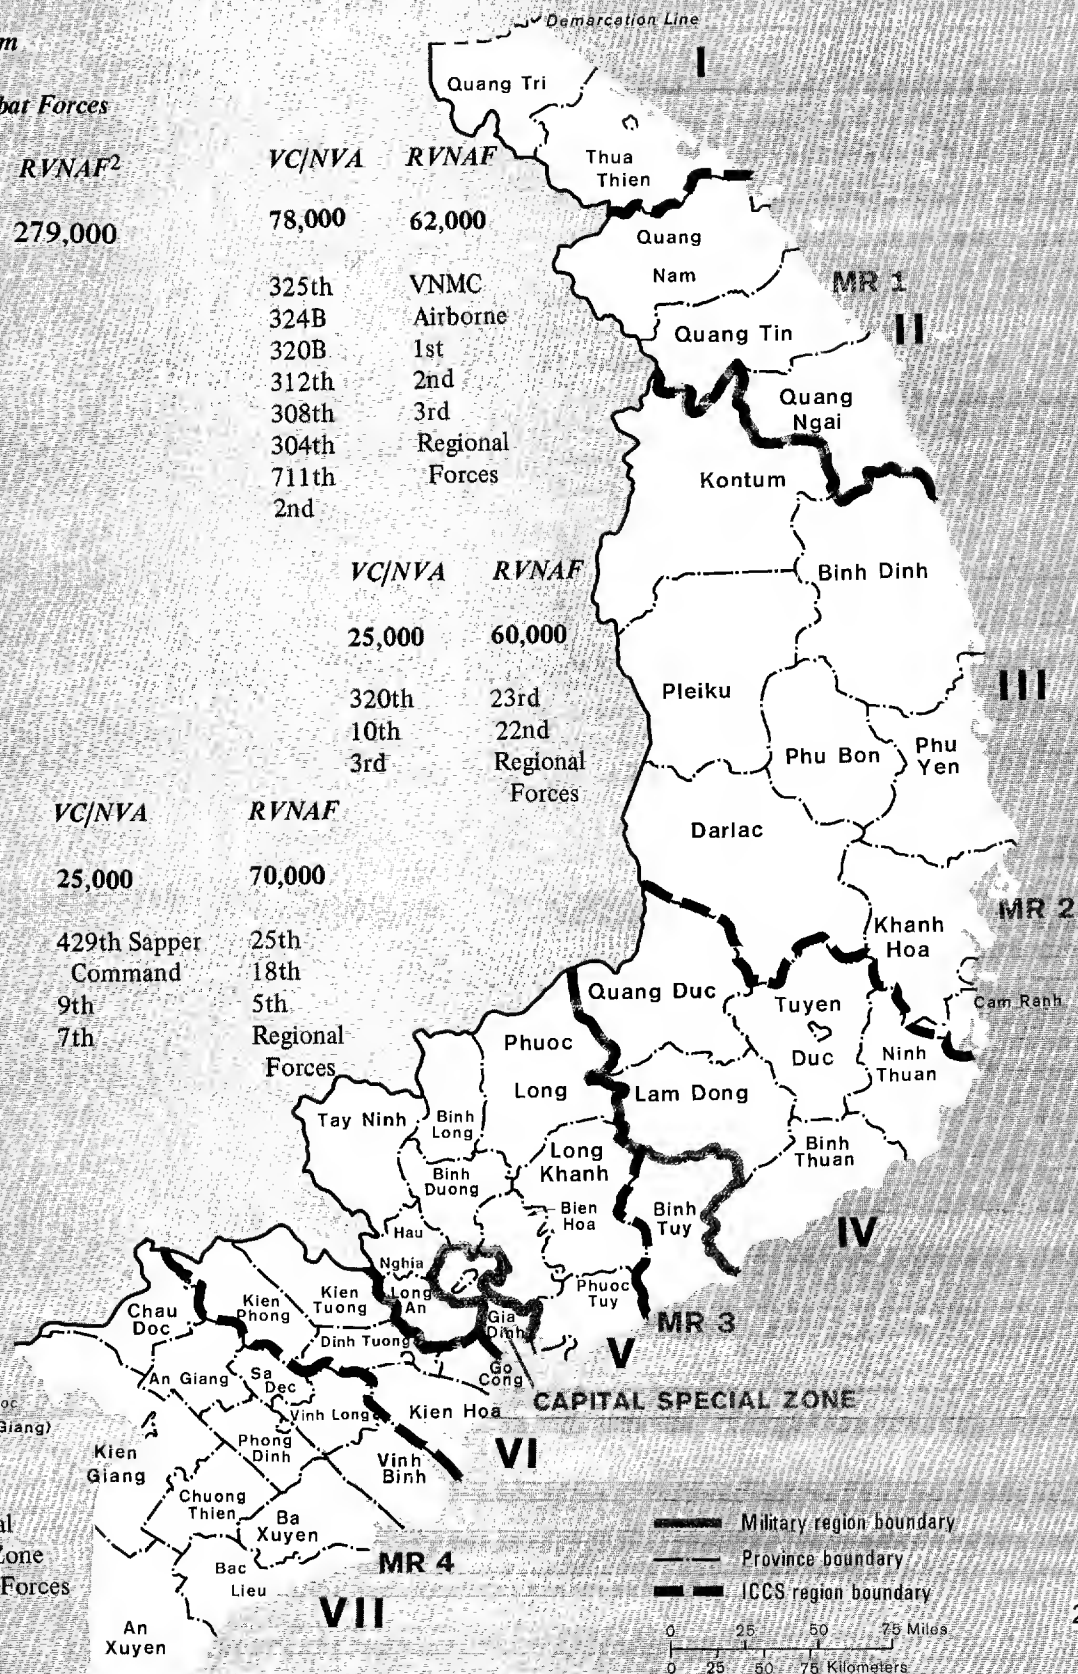 Demarcation Line
m
bat Forces
RVNAF2
279,000
I
VC/NVA RVNAF
78,000 62,000
325th VNMC
324B Airborne
320B 1st
312th 2nd
308th 3rd
304th Regional
711th Forces
2nd
Quang Tri
Thua
Thien
Quang
Nam
MR 1
Quang Tin
II
Quang
Ngai
Kontum
VC/NVA RVNAF
25,000 60,000
320th 23rd
10th 22nd
3rd Regional
Forces
Binh Dinh
Pleiku
III
Phu Bon
Phu
Yen
Darlac
VC/NVA RVNAF
25,000 70,000
429th Sapper 25th
Command 18th
9th 5th
7th Regional
Forces
MR 2
Khanh
Hoa
Cam Ranh
Quang Duc
Tuyen
Duc
Ninh
Thuan
Phuoc
Long
Lam Dong
Tay Ninh
Binh
Long
Binh
Thuan
Long
Khanh
Binh
Duong
Bien
Hoa
Binh
Tuy
IV
Hau
Nghia
Long
An
Phuoc
Tuy
Gia
Dinh
MR 3
V
Chau
Doc
Kien
Phong
Kien
Tuong
Dinh Tuong
Go
Cong
An Giang
Sa
Dec
CAPITAL SPECIAL ZONE
Vinh Long
Kien Hoa
oc
Giang)
Kien
Giang
Phong
Dinh
Vinh
Binh
VI
Chuong
Thien
Ba
Xuyen
al
Zone
Forces
Bac
Lieu
MR 4
VII
An
Xuyen
Military region boundary
Province boundary
ICCS region boundary
0 25 50 75 Miles
0 25 50 75 Kilometers
2